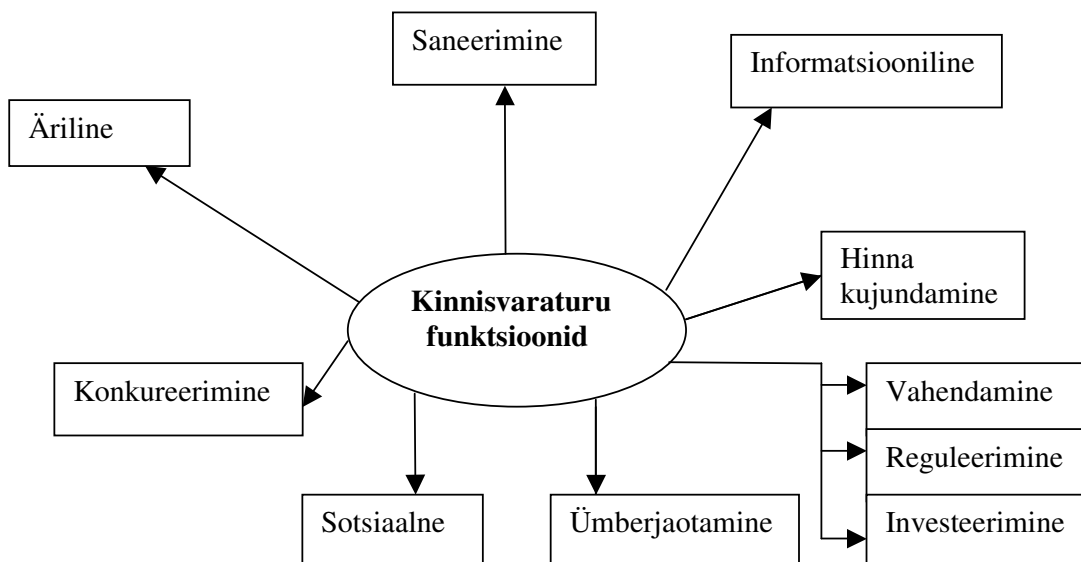 Saneerimine
Informatsiooniline
Äriline
Hinna
kujundamine
Kinnisvaraturu
funktsioonid
Konkureerimine
Vahendamine
Reguleerimine
Sotsiaalne
Ümberjaotamine
Investeerimine